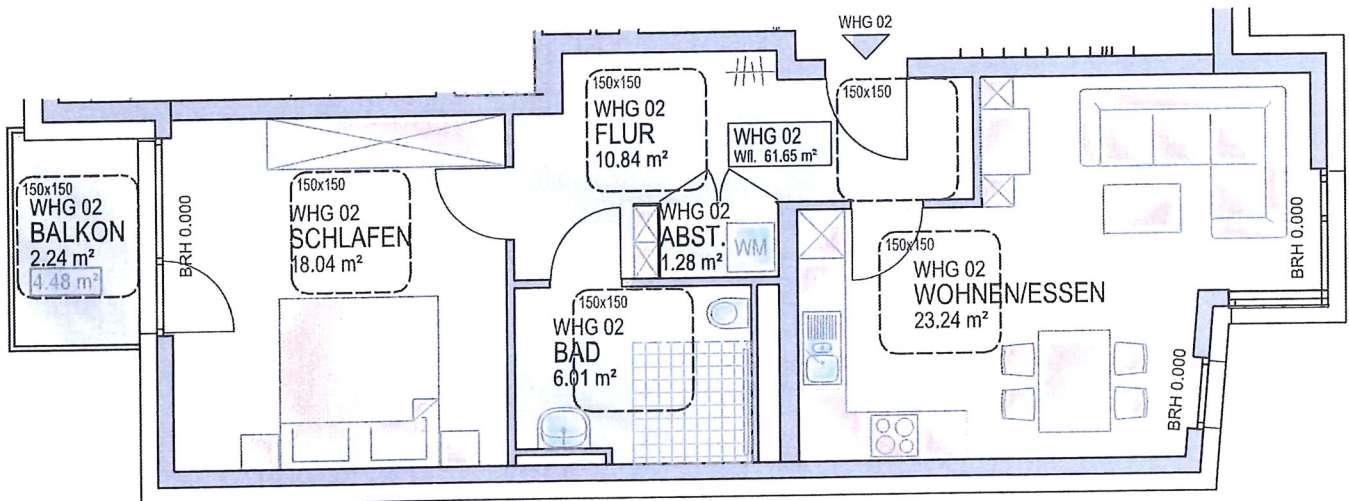 WHG 02
150x150
WHG 02
FLUR
10.84 m²
150x150
WHG 02
Wfl. 61.65 m²
150x150
WHG 02
BALKON
2.24 m²
4.48 m²
BRH 0.000
150x150
WHG 02
SCHLAFEN
18.04 m²
WHG 02
ABST.
1.28 m²
WM
150x150
WHG 02
WOHNEN/ESSEN
23.24 m²
BRH 0.000
150x150
WHG 02
BAD
6.01 m²
BRH 0.000